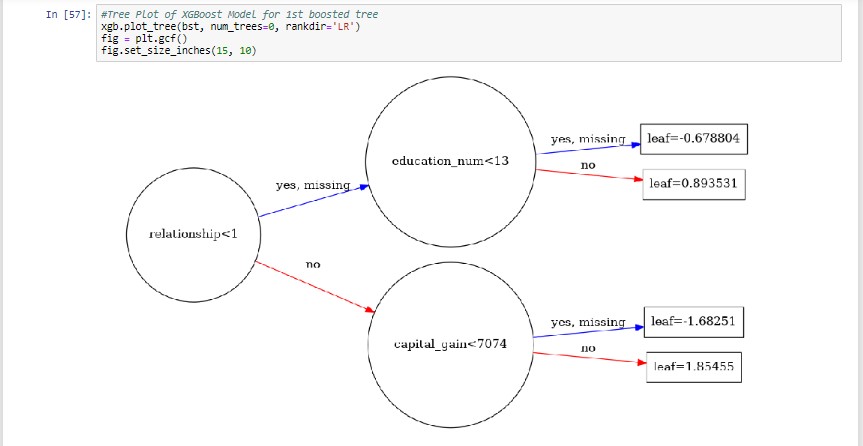 In [57]: #Tree Plot of XGBoost Model for 1st boosted tree
xgb.plot_tree(bst, num_trees=0, rankdir='LR')
fig = plt.gcf()
fig.set_size_inches(15, 10)
yes, missing
leaf=-0.678804
education_num<13
no
leaf=0.893531
yes, missing
relationship<1
no
yes, missing
leaf=-1.68251
capital_gain<7074
no
leaf=1.85455